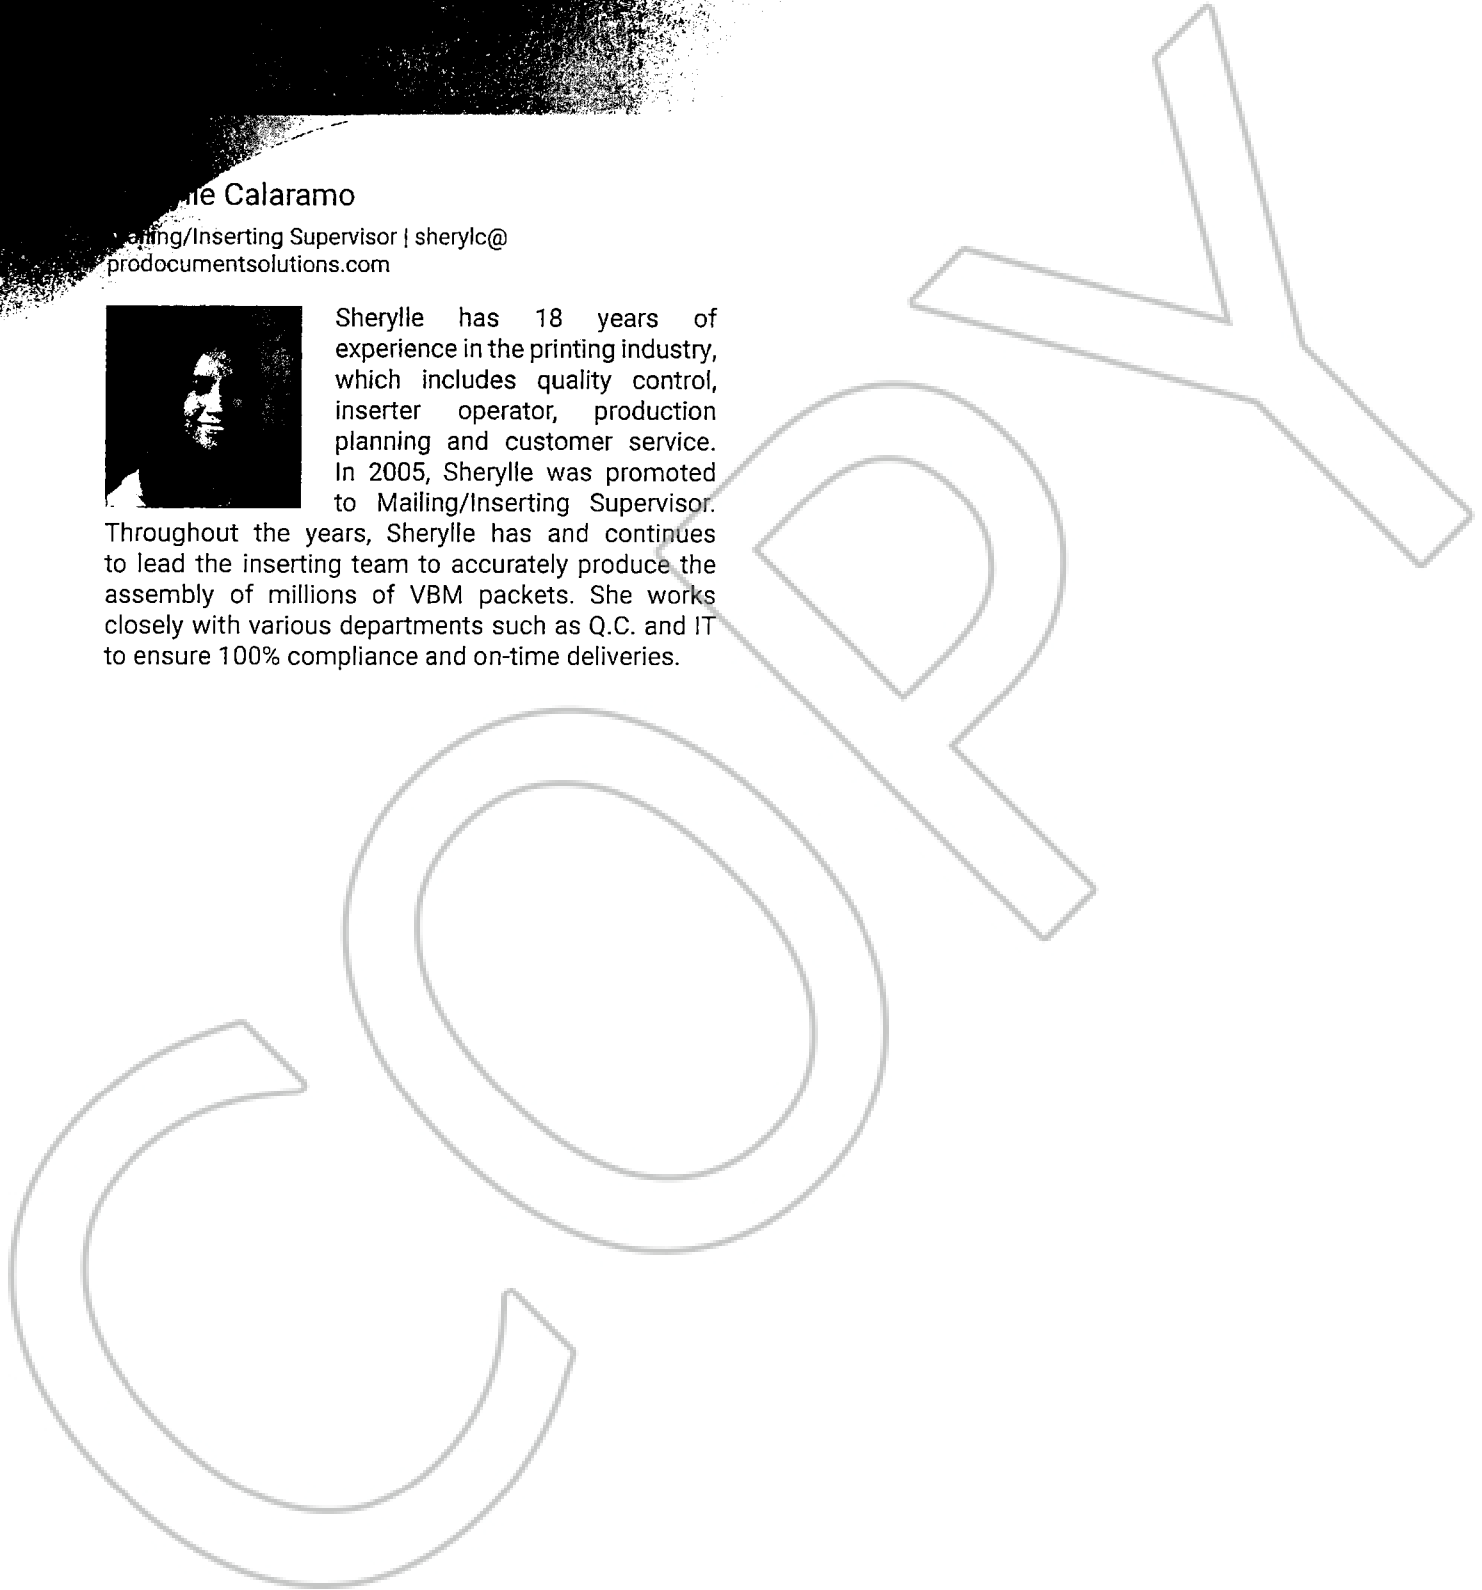 Calaramo
Inserting Supervisor | sherylc@
prodocumentsolutions.com
Sherylle has 18 years of
experience in the printing industry,
which includes quality control,
inserter operator, production
planning and customer service.
In 2005, Sherylle was promoted
to Mailing/Inserting Supervisor.
Throughout the years, Sherylle has and continues
to lead the inserting team to accurately produce the
assembly of millions of VBM packets. She works
closely with various departments such as Q.C. and IT
to ensure 100% compliance and on-time deliveries.
COPY